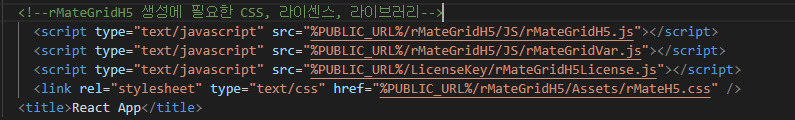 <!--rMateGridH5 생성에 필요한 CSS, 라이센스, 라이브러리-->
<script type="text/javascript" src="%PUBLIC_URL%/rMateGridH5/JS/rMateGridH5.js"></script>
<script type="text/javascript" src="%PUBLIC_URL%/rMateGridH5/JS/rMateGridVar.js"></script>
<script type="text/javascript" src="%PUBLIC_URL%/LicenseKey/rMateGridH5License.js"></script>
<link rel="stylesheet" type="text/css" href="%PUBLIC_URL%/rMateGridH5/Assets/rMateH5.css" />
<title>React App</title>